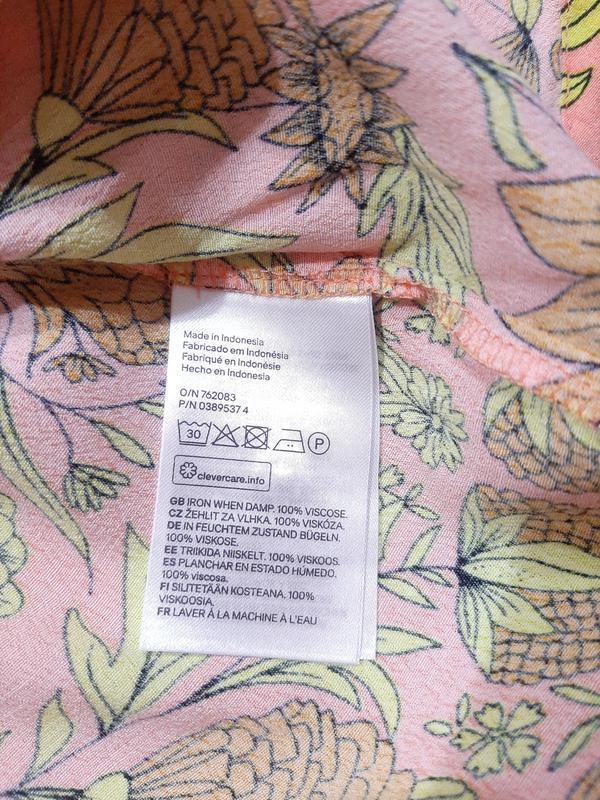 Made in Indonesia
Fabricado em Indonésia
Fabriqué en Indonésie
Hecho en Indonesia
O/N 762083
P/N 0389537 4
30 P
clevercare.info
GB IRON WHEN DAMP. 100% VISCOSE.
CZ ŽEHLIT ZA VLHKA. 100% VISKÓZA.
DE IN FEUCHTEM ZUSTAND BÜGELN.
100% VISKOSE.
EE TRIIKIDA NIISKELT. 100% VISKOOS.
ES PLANCHAR EN ESTADO HÚMEDO.
100% viscosa.
FI SILITETÄÄN KOSTEANA. 100%
VISKOOSIA.
FR LAVER À LA MACHINE À L'EAU